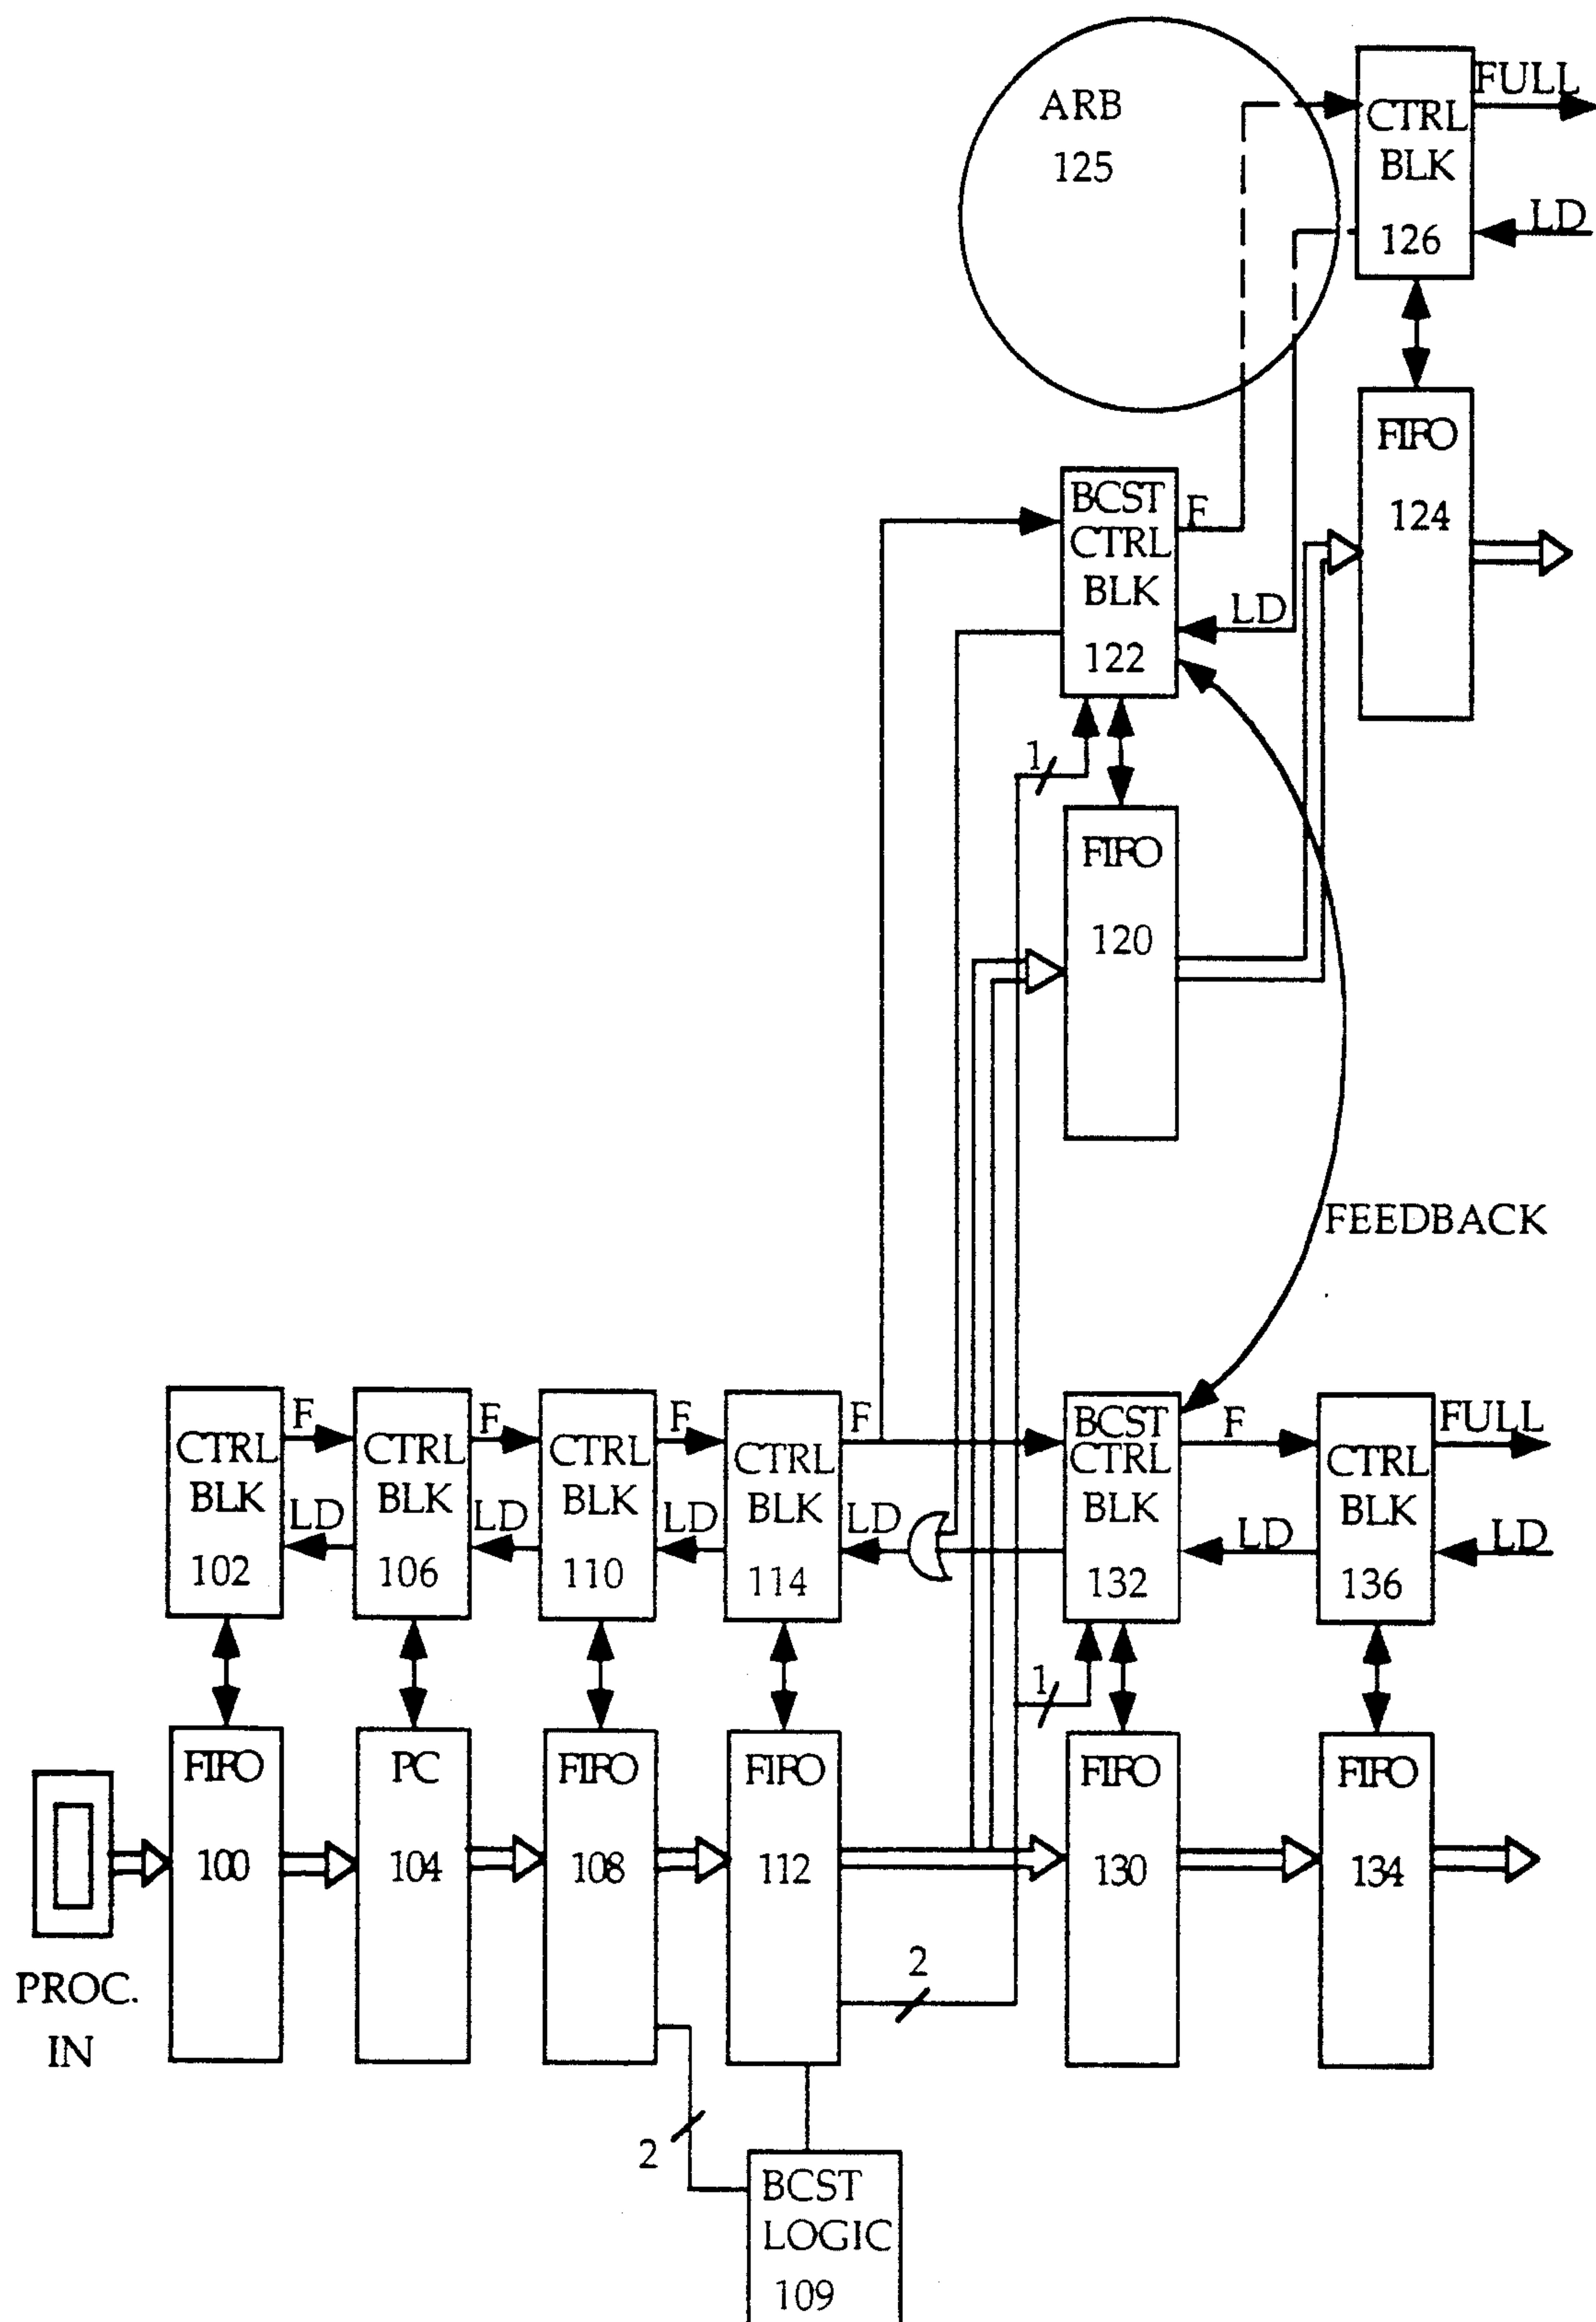 ARB
125
CTRL
BLK
126
FULL
LD
FIFO
124
BCST
CTRL
BLK
122
F
LD
1
FIFO
120
FEEDBACK
CTRL
BLK
102
F
LD
CTRL
BLK
106
F
LD
CTRL
BLK
110
F
LD
CTRL
BLK
114
F
LD
BCST
CTRL
BLK
132
F
LD
CTRL
BLK
136
FULL
LD
1
PROC.
IN
FIFO
100
PC
104
FIFO
108
FIFO
112
FIFO
130
FIFO
134
2
2
BCST
LOGIC
109